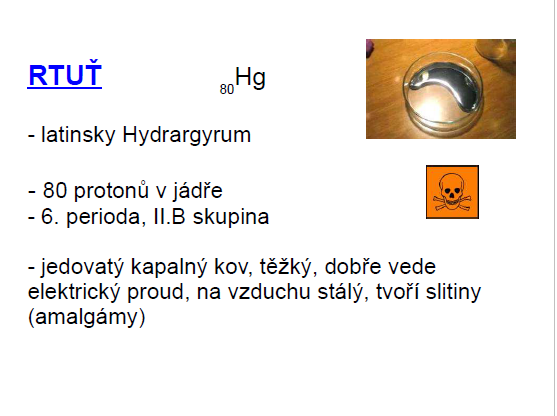 RTUŤ
80Hg
- latinsky Hydrargyrum
- 80 protonů v jádře
- 6. perioda, II.B skupina
- jedovatý kapalný kov, těžký, dobře vede
elektrický proud, na vzduchu stálý, tvoří slitiny
(amalgámy)